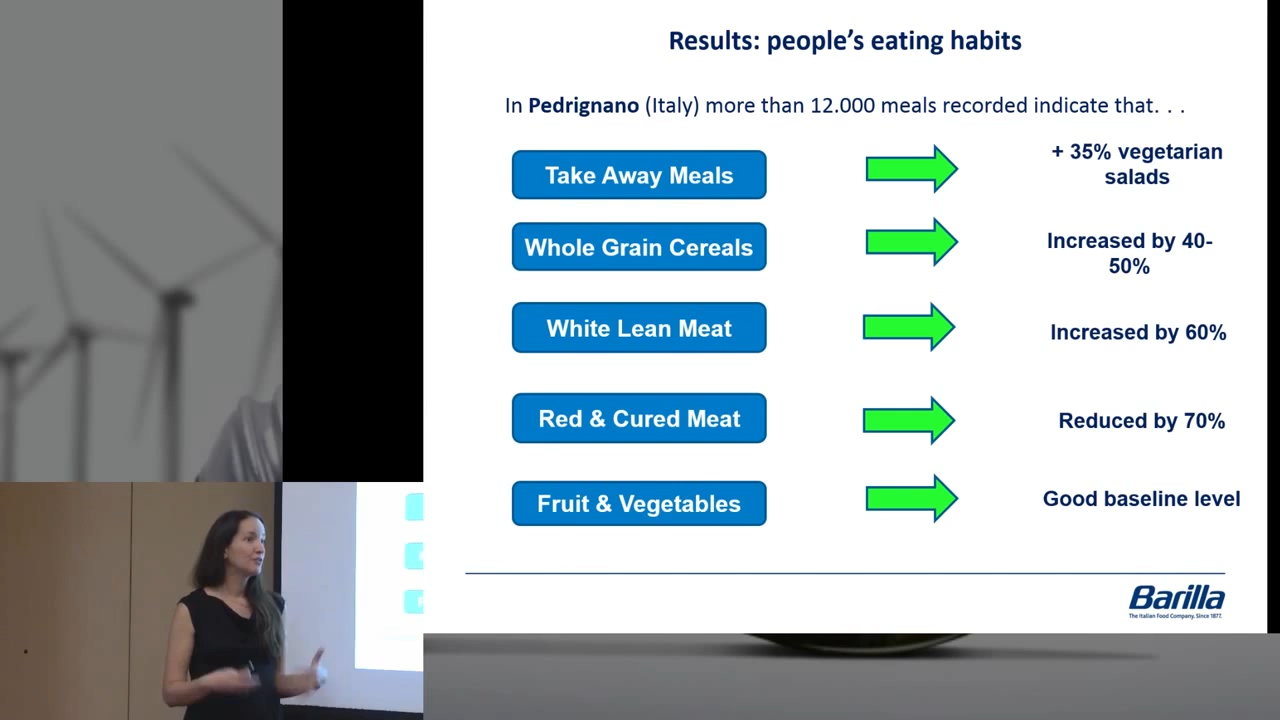 Results: people's eating habits
In Pedrignano (Italy) more than 12.000 meals recorded indicate that. . .
Take Away Meals
+ 35% vegetarian
salads
Whole Grain Cereals
Increased by 40-
50%
White Lean Meat
Increased by 60%
Red & Cured Meat
Reduced by 70%
Fruit & Vegetables
Good baseline level
Barilla
The Italian Food Company. Since 1877.